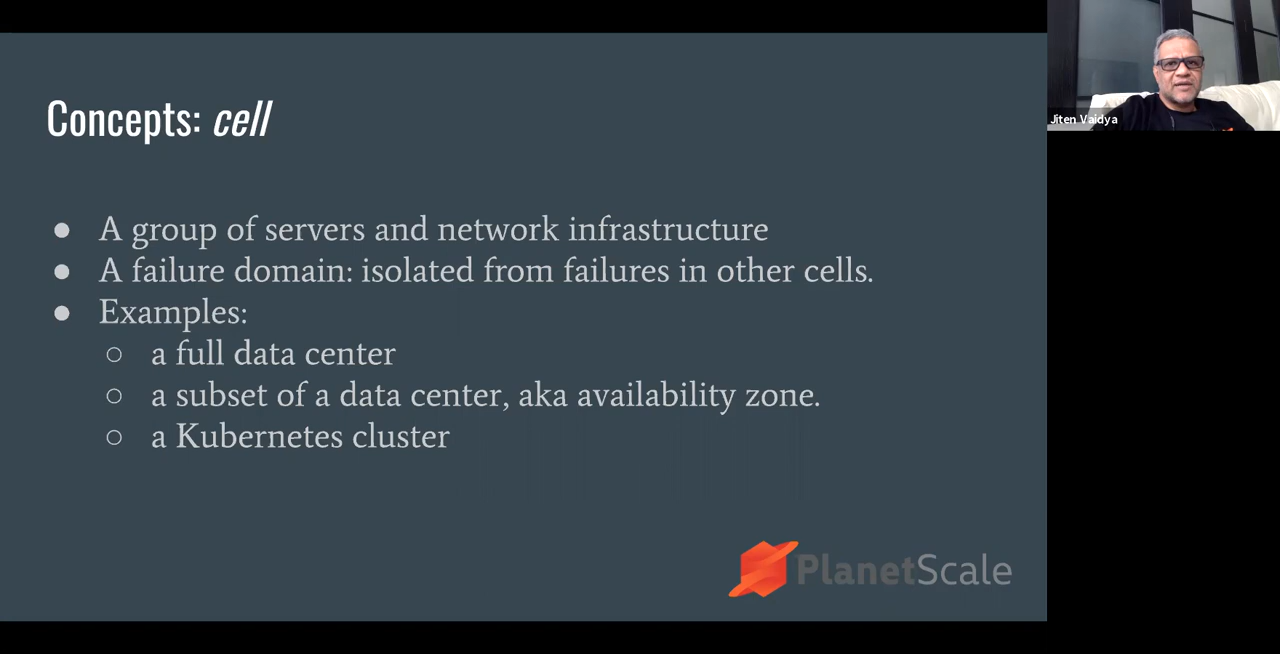 Concepts: cell
● A group of servers and network infrastructure
● A failure domain: isolated from failures in other cells.
● Examples:
○ a full data center
○ a subset of a data center, aka availability zone.
○ a Kubernetes cluster
PlanetScale
Jiten Vaidya